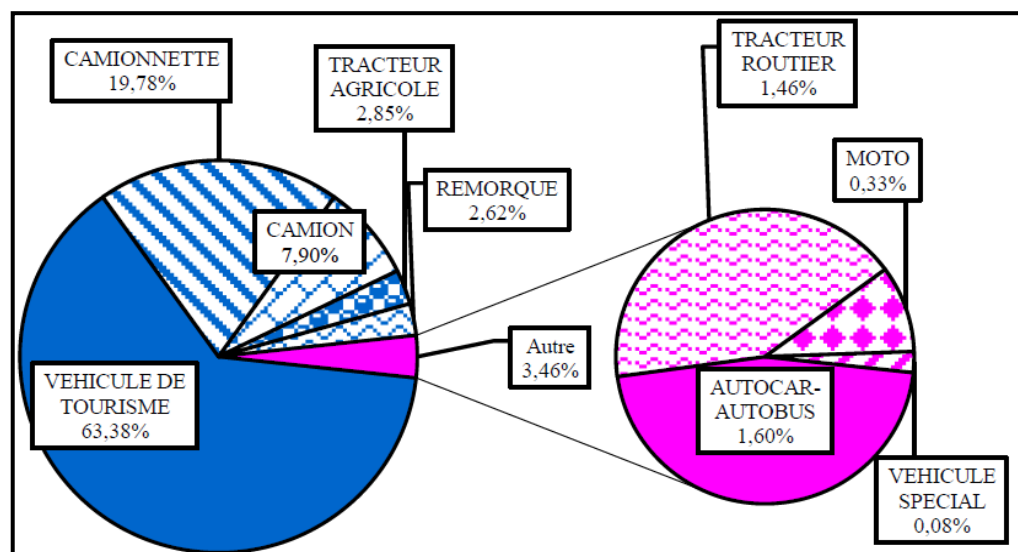 CAMIONNETTE
19,78%
TRACTEUR
AGRICOLE
2,85%
TRACTEUR
ROUTIER
1,46%
MOTO
0,33%
REMORQUE
2,62%
CAMION
7,90%
Autre
3,46%
VEHICULE DE
TOURISME
63,38%
AUTOCAR-
AUTOBUS
1,60%
VEHICULE
SPECIAL
0,08%